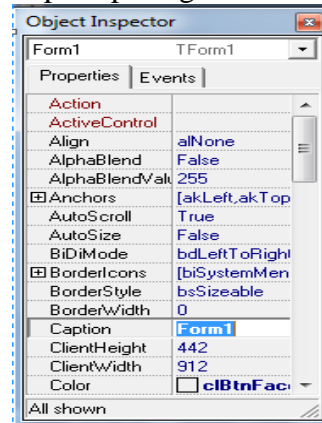 Object Inspector
Form1 TForm1
Properties Events
Action
ActiveControl
Align alNone
AlphaBlend False
AlphaBlendValu 255
Anchors [akLeft,akTop
AutoScroll True
AutoSize False
BiDiMode bdLeftToRight
BorderIcons [biSystemMen
BorderStyle bsSizeable
BorderWidth 0
Caption Form1
ClientHeight 442
ClientWidth 912
Color clBtnFac
All shown